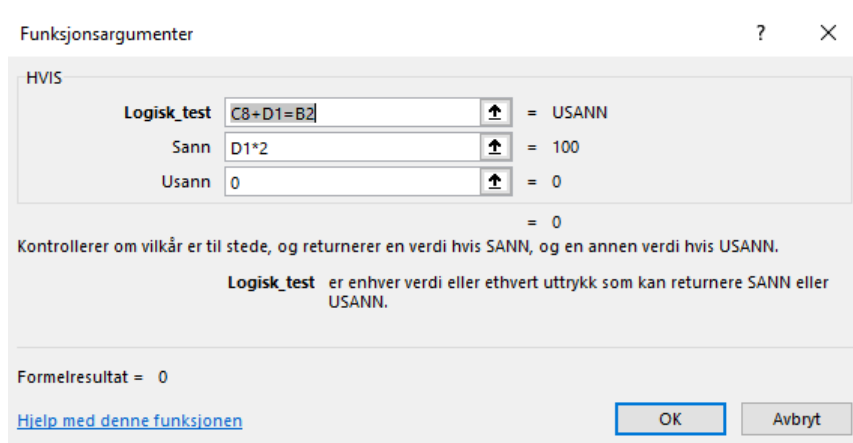 Funksjonsargumenter ? ×
HVIS
Logisk_test C8+D1=B2 = USANN
Sann D1*2 = 100
Usann 0 = 0
= 0
Kontrollerer om vilkår er til stede, og returnerer en verdi hvis SANN, og en annen verdi hvis USANN.
Logisk_test er enhver verdi eller ethvert uttrykk som kan returnere SANN eller
USANN.
Formelresultat = 0
Hjelp med denne funksjonen OK Avbryt